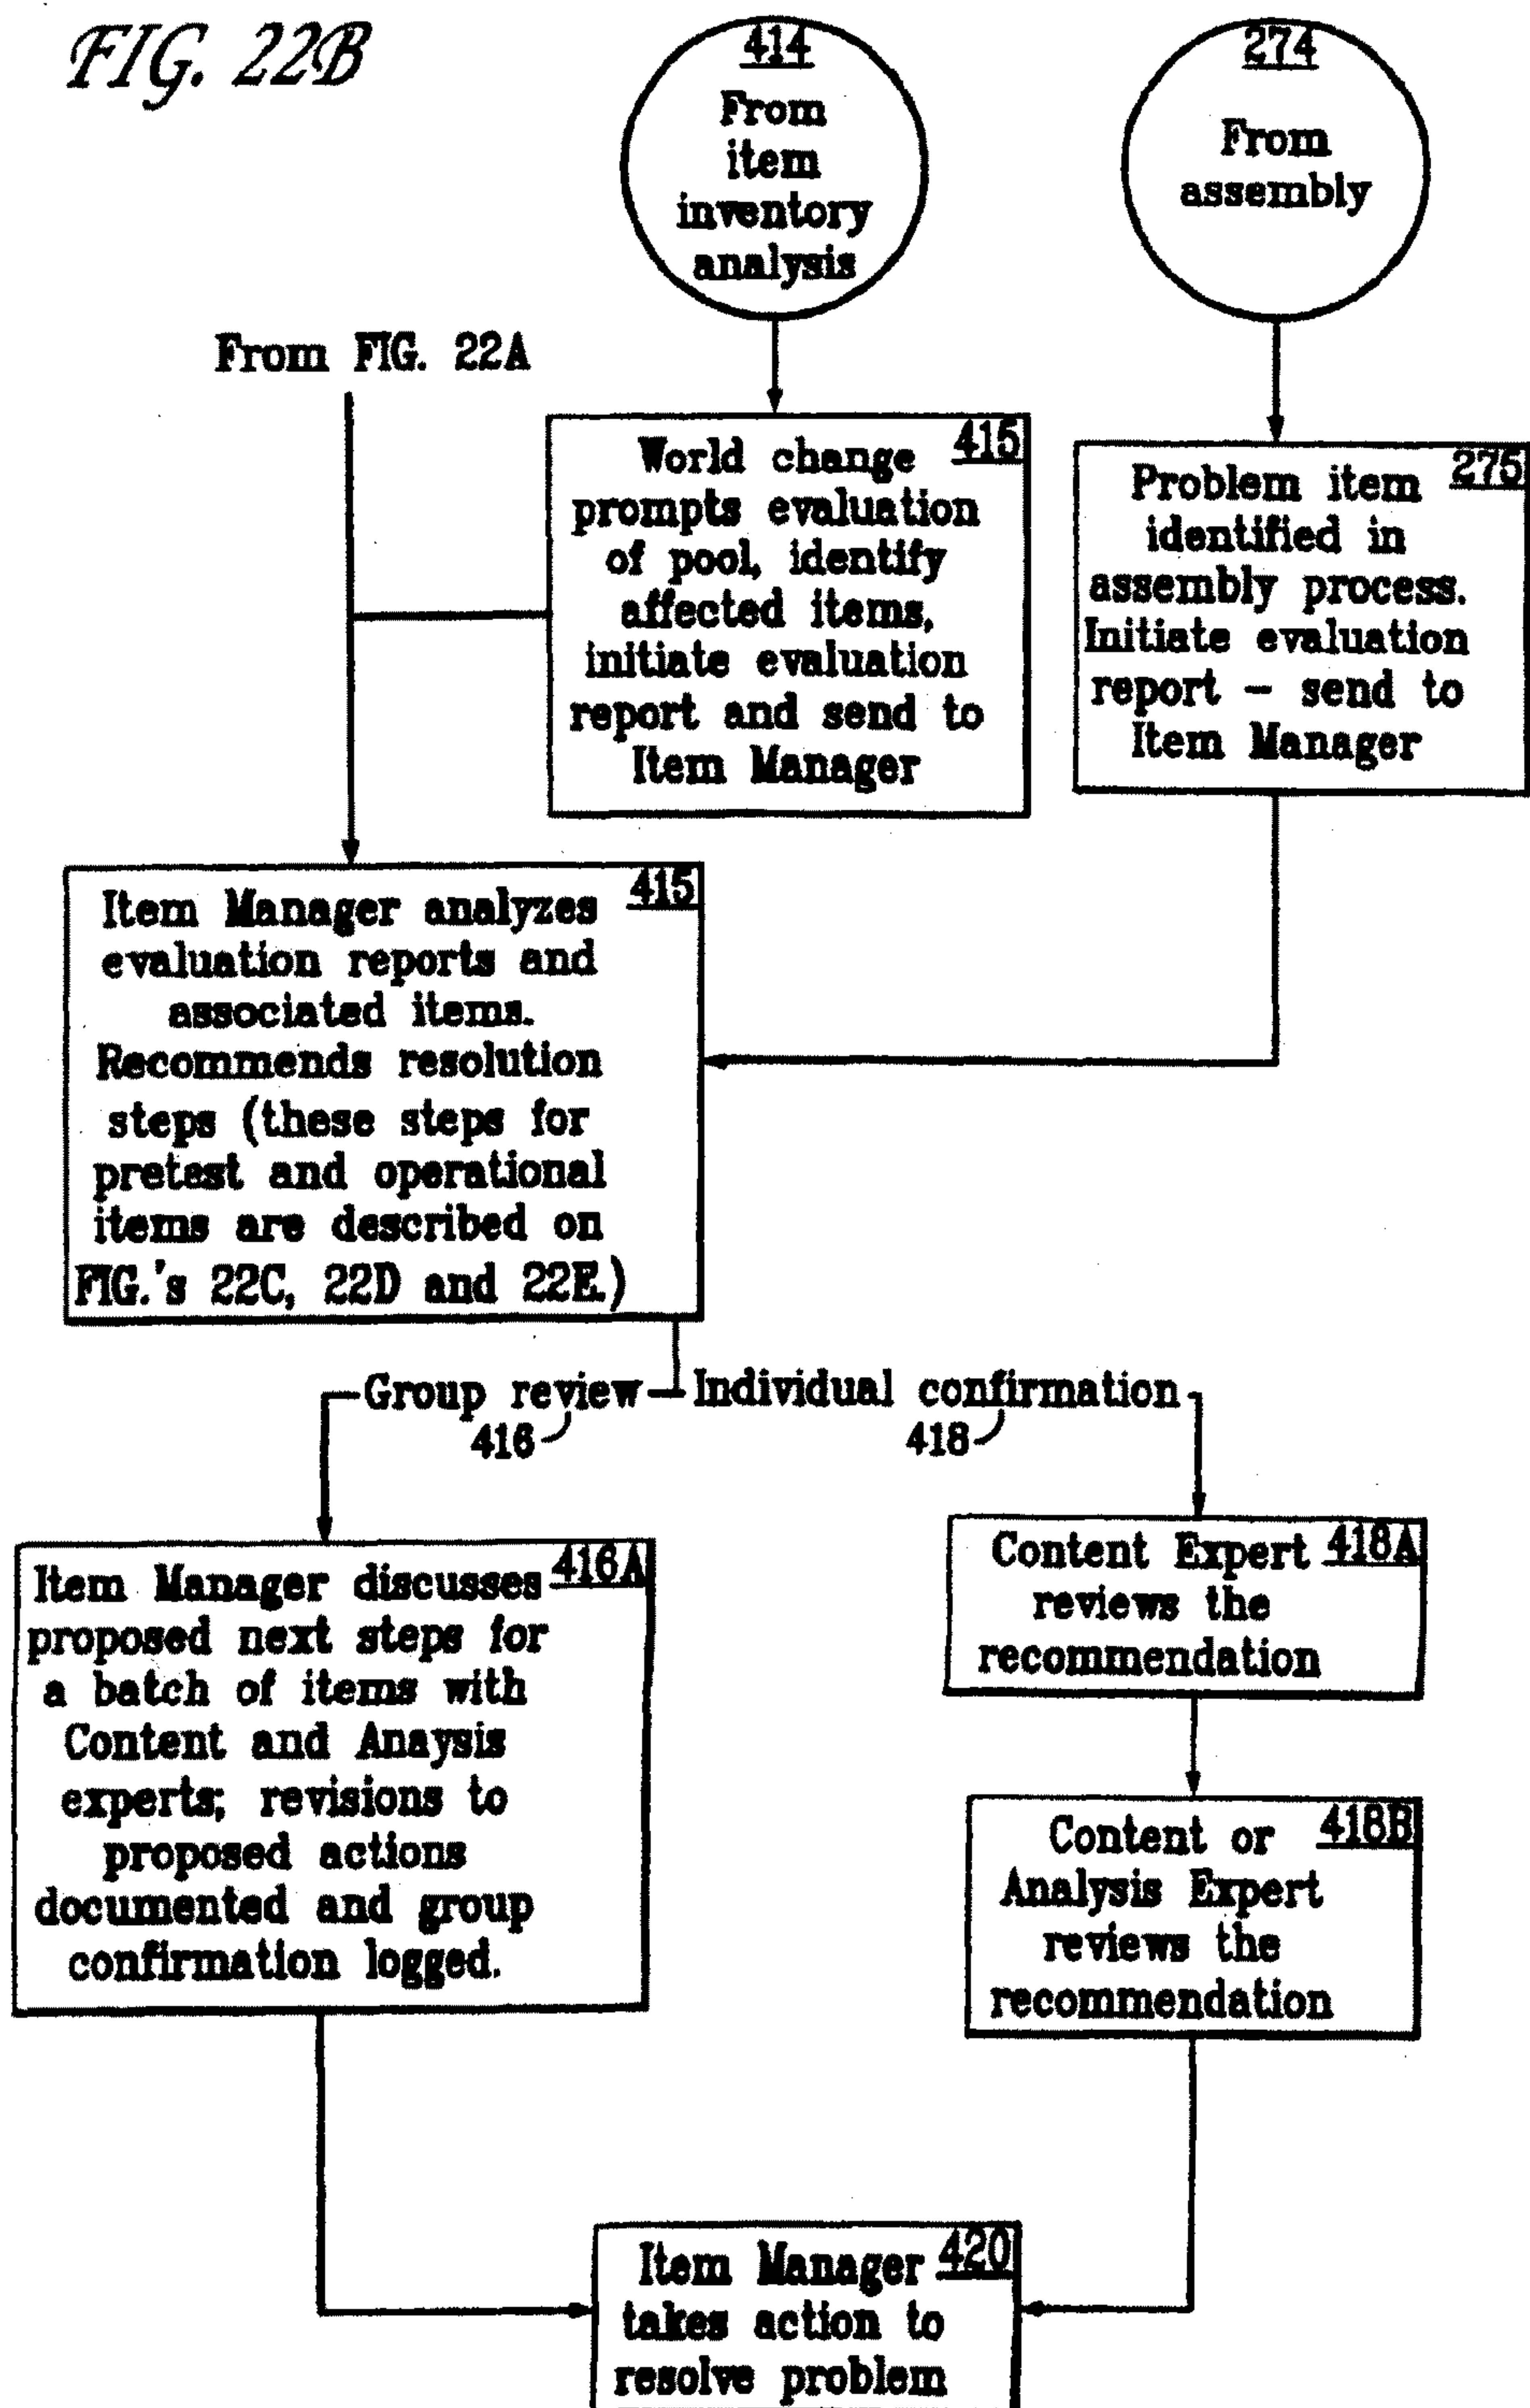 FIG. 22B
414
From
item
inventory
analysis
274
From
assembly
From FIG. 22A
World change 415
prompts evaluation
of pool, identify
affected items,
initiate evaluation
report and send to
Item Manager
Problem item 275
identified in
assembly process.
Initiate evaluation
report - send to
Item Manager
Item Manager analyzes 415
evaluation reports and
associated items.
Recommends resolution
steps (these steps for
pretest and operational
items are described on
FIG.'s 22C, 22D and 22E.)
Group review
416
Individual confirmation
418
Item Manager discusses 416A
proposed next steps for
a batch of items with
Content and Anaysis
experts; revisions to
proposed actions
documented and group
confirmation logged.
Content Expert 418A
reviews the
recommendation
Content or 418B
Analysis Expert
reviews the
recommendation
Item Manager 420
takes action to
resolve problem